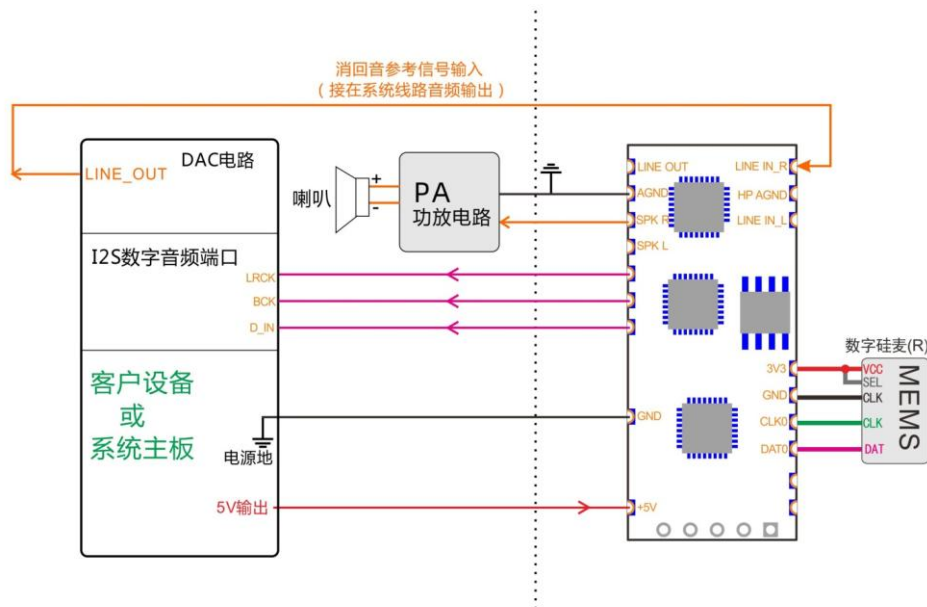 消回音参考信号输入
（接在系统线路音频输出）
DAC电路
LINE_OUT
I2S数字音频端口
LRCK
BCK
D_IN
客户设备
或
系统主板
电源地
5V输出
喇叭
+
-
PA
功放电路
LINE OUT
AGND
SPK R
SPK L
GND
+5V
LINE IN_R
HP AGND
LINE IN_L
3V3
GND
CLK0
DAT0
数字硅麦(R)
VCC
SEL
CLK
CLK
DAT
MEMS